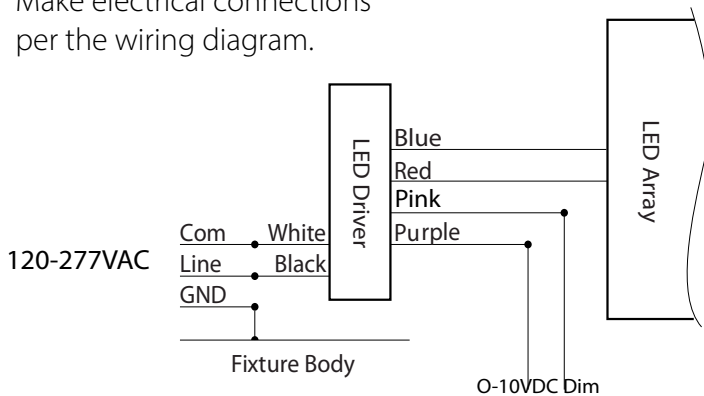 Make electrical connections
per the wiring diagram.
Blue
Red
Pink
Purple
LED Driver
LED Array
Com
White
Line
Black
GND
120-277VAC
Fixture Body
O-10VDC Dim